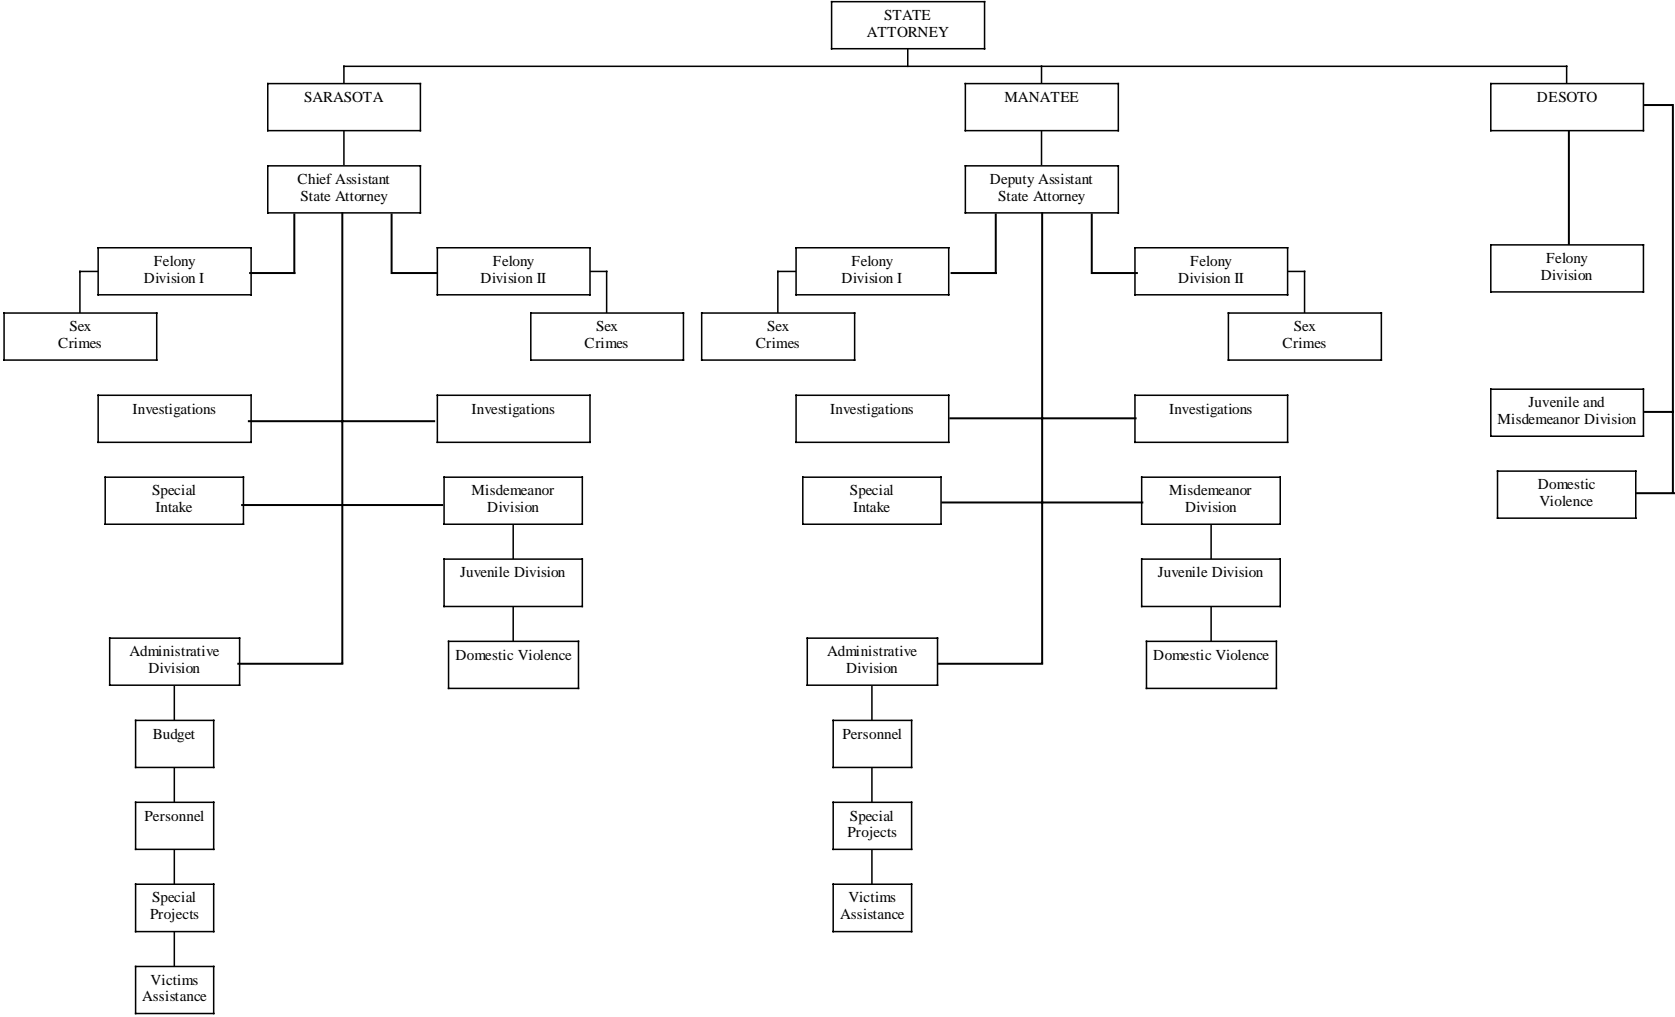 STATE
ATTORNEY
SARASOTA
MANATEE
DESOTO
Chief Assistant
State Attorney
Deputy Assistant
State Attorney
Felony
Division I
Felony
Division II
Felony
Division I
Felony
Division II
Felony
Division
Sex
Crimes
Sex
Crimes
Sex
Crimes
Sex
Crimes
Investigations
Investigations
Investigations
Investigations
Juvenile and
Misdemeanor Division
Special
Intake
Misdemeanor
Division
Special
Intake
Misdemeanor
Division
Domestic
Violence
Juvenile Division
Juvenile Division
Administrative
Division
Domestic Violence
Administrative
Division
Domestic Violence
Budget
Personnel
Personnel
Special
Projects
Special
Projects
Victims
Assistance
Victims
Assistance